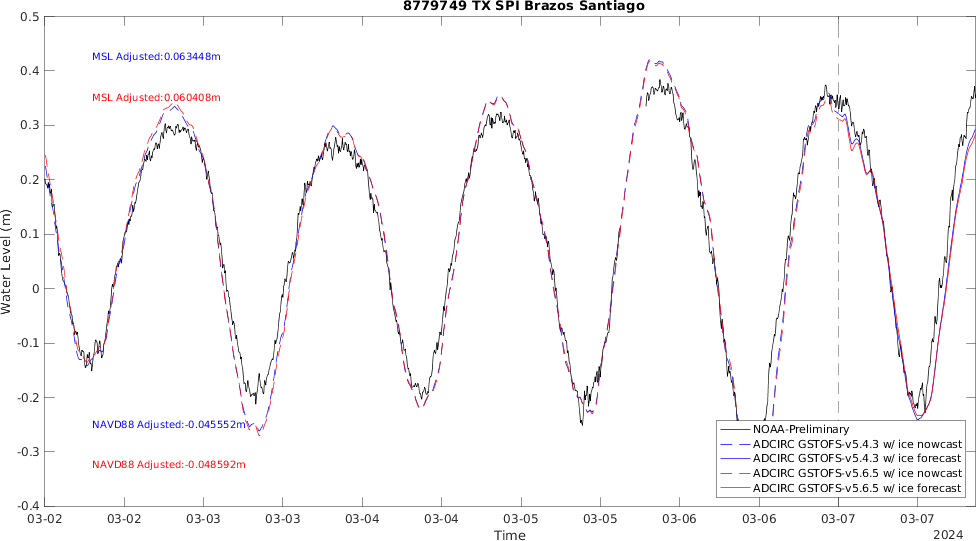 8779749 TX SPI Brazos Santiago
0.5
0.4
0.3
0.2
0.1
0
-0.1
-0.2
-0.3
-0.4
Water Level (m)
MSL Adjusted:0.063448m
MSL Adjusted:0.060408m
NAVD88 Adjusted:-0.045552m
NAVD88 Adjusted:-0.048592m
NOAA-Preliminary
ADCIRC GSTOFS-v5.4.3 w/ ice nowcast
ADCIRC GSTOFS-v5.4.3 w/ ice forecast
ADCIRC GSTOFS-v5.6.5 w/ ice nowcast
ADCIRC GSTOFS-v5.6.5 w/ ice forecast
03-02 03-02 03-03 03-03 03-04 03-04 03-05 03-05 03-06 03-06 03-07 03-07
Time
2024